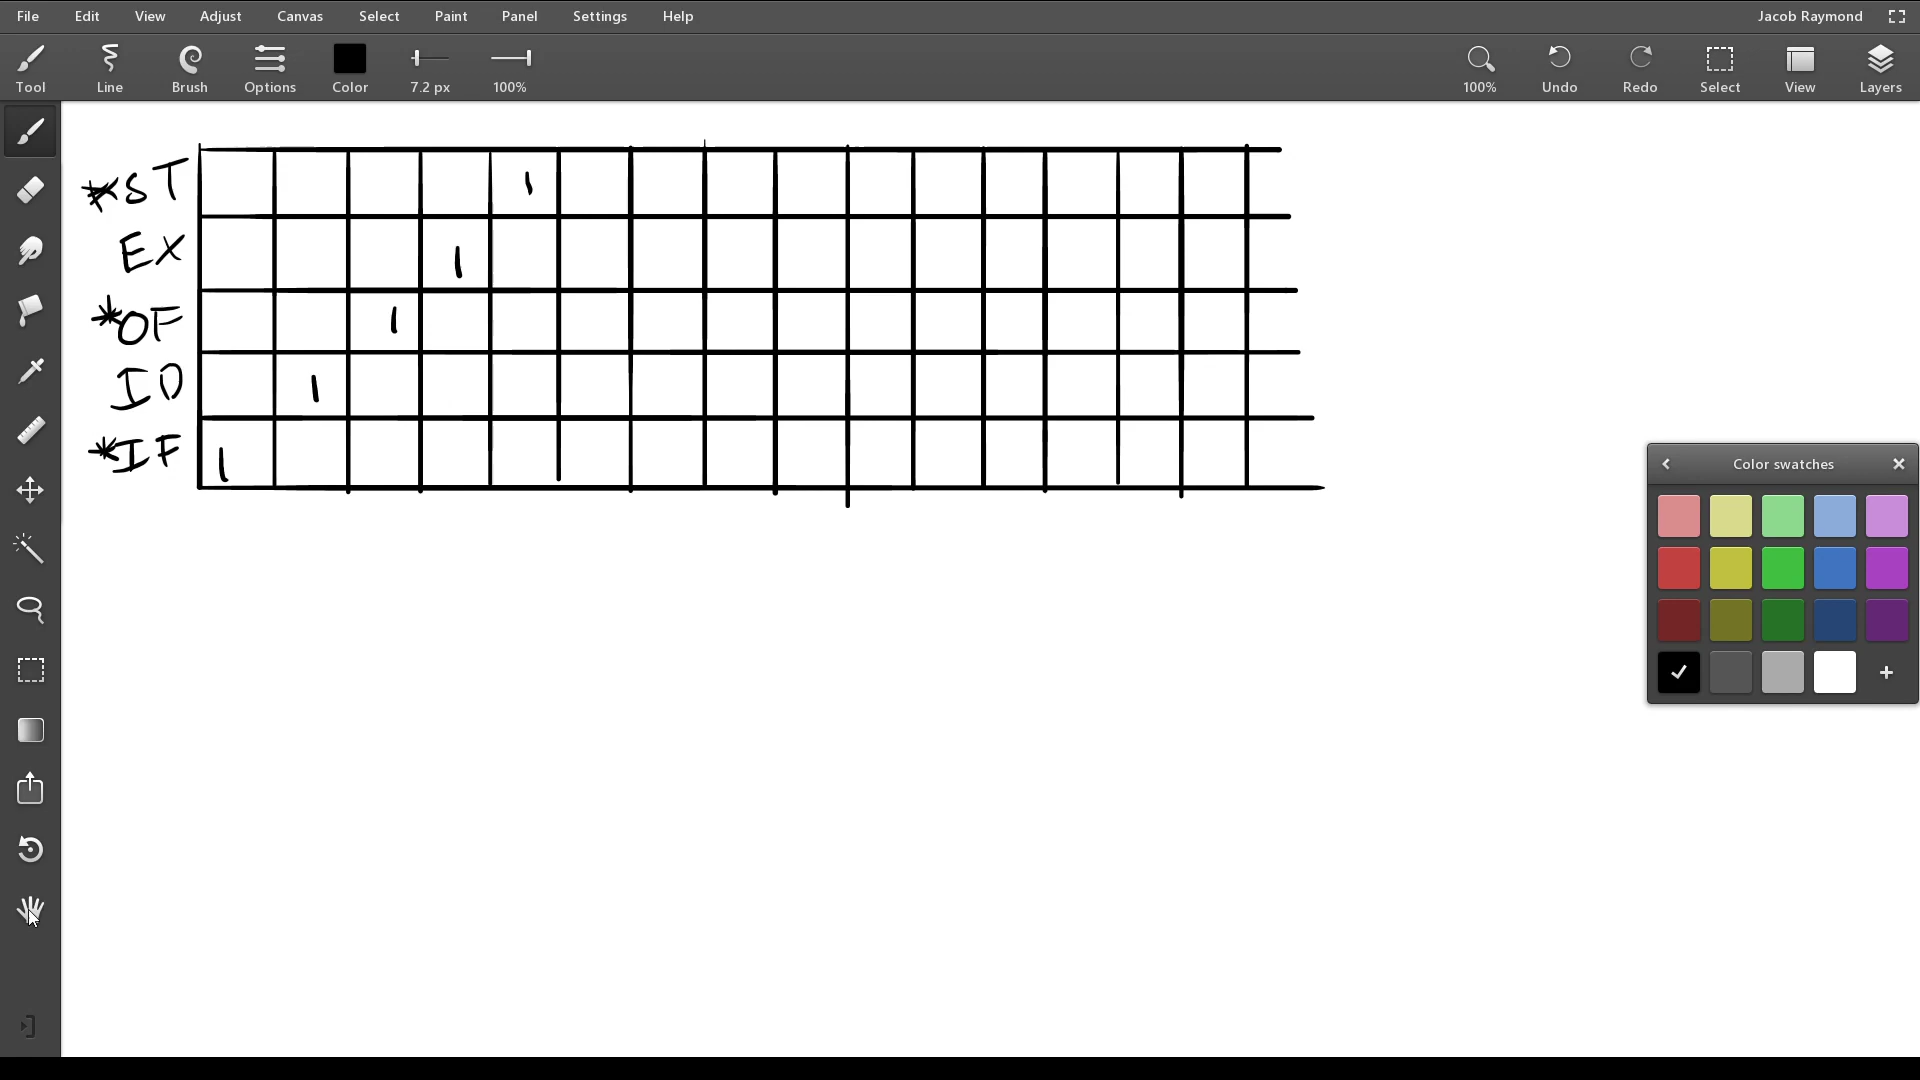 File Edit View Adjust Canvas Select Paint Panel Settings Help Jacob Raymond
Tool Line Brush Options Color 7.2 px 100% 100% Undo Redo Select View Layers
*ST 1
EX 1
*OF 1
ID 1
*IF 1
Color swatches